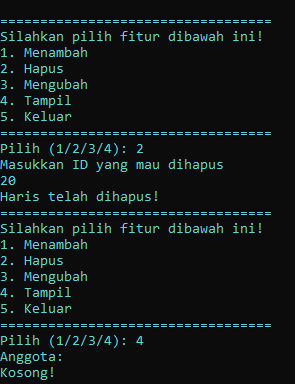 ==================================
Silahkan pilih fitur dibawah ini!
1. Menambah
2. Hapus
3. Mengubah
4. Tampil
5. Keluar
==================================
Pilih (1/2/3/4): 2
Masukkan ID yang mau dihapus
20
Haris telah dihapus!
==================================
Silahkan pilih fitur dibawah ini!
1. Menambah
2. Hapus
3. Mengubah
4. Tampil
5. Keluar
==================================
Pilih (1/2/3/4): 4
Anggota:
Kosong!